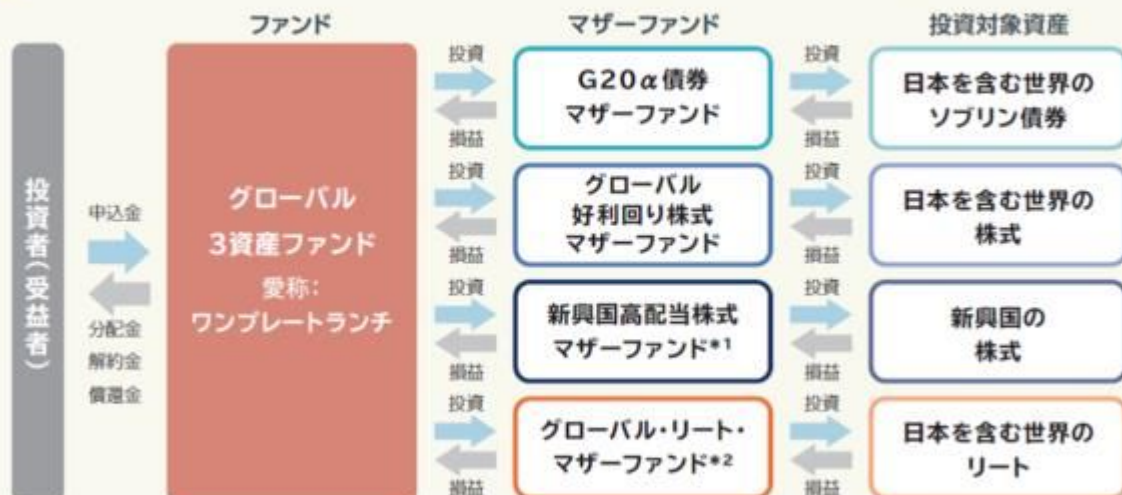 ファンド
マザーファンド
投資対象資産
投資者（受益者）
申込金
分配金
解約金
償還金
グローバル
3資産ファンド
愛称：
ワンプレートランチ
投資
損益
G20α債券
マザーファンド
投資
損益
日本を含む世界の
ソブリン債券
投資
損益
グローバル
好利回り株式
マザーファンド
投資
損益
日本を含む世界の
株式
投資
損益
新興国高配当株式
マザーファンド*1
投資
損益
新興国の
株式
投資
損益
グローバル・リート・
マザーファンド*2
投資
損益
日本を含む世界の
リート